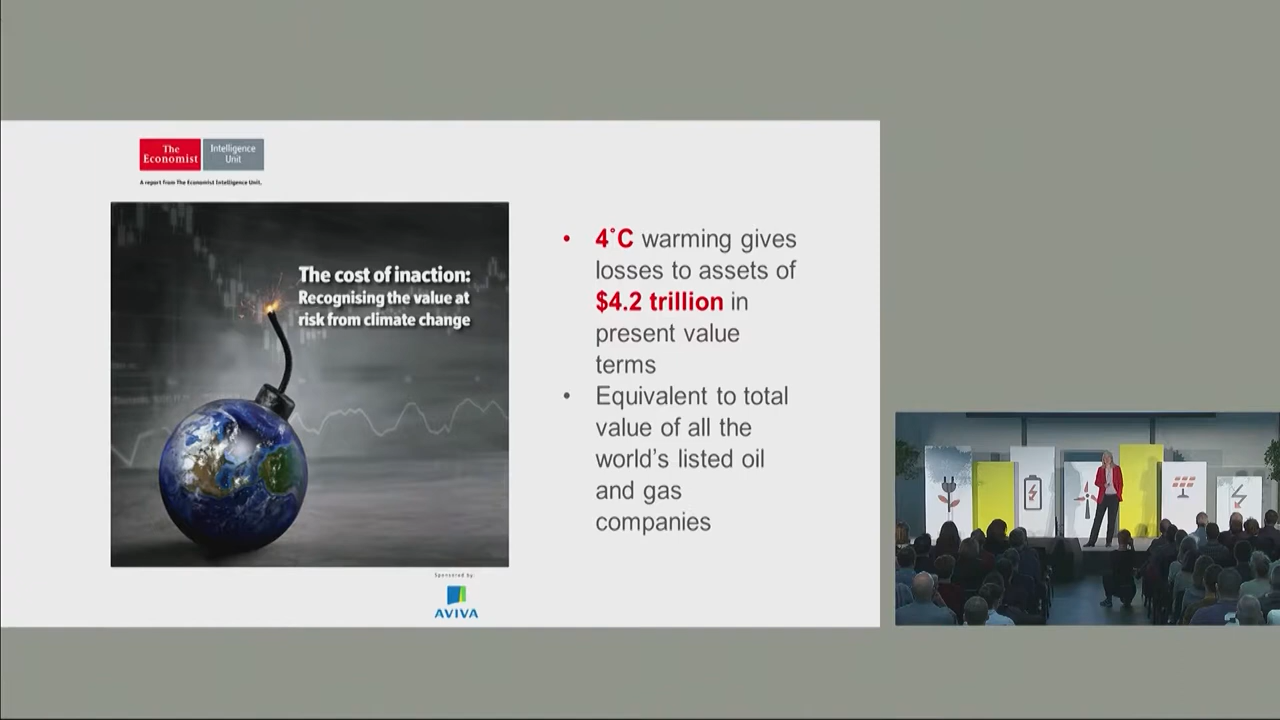 The
Economist
Intelligence
Unit
A report from The Economist Intelligence Unit.
The cost of inaction:
Recognising the value at
risk from climate change
Sponsored by:
AVIVA
• 4˚C warming gives
losses to assets of
$4.2 trillion in
present value
terms
• Equivalent to total
value of all the
world's listed oil
and gas
companies